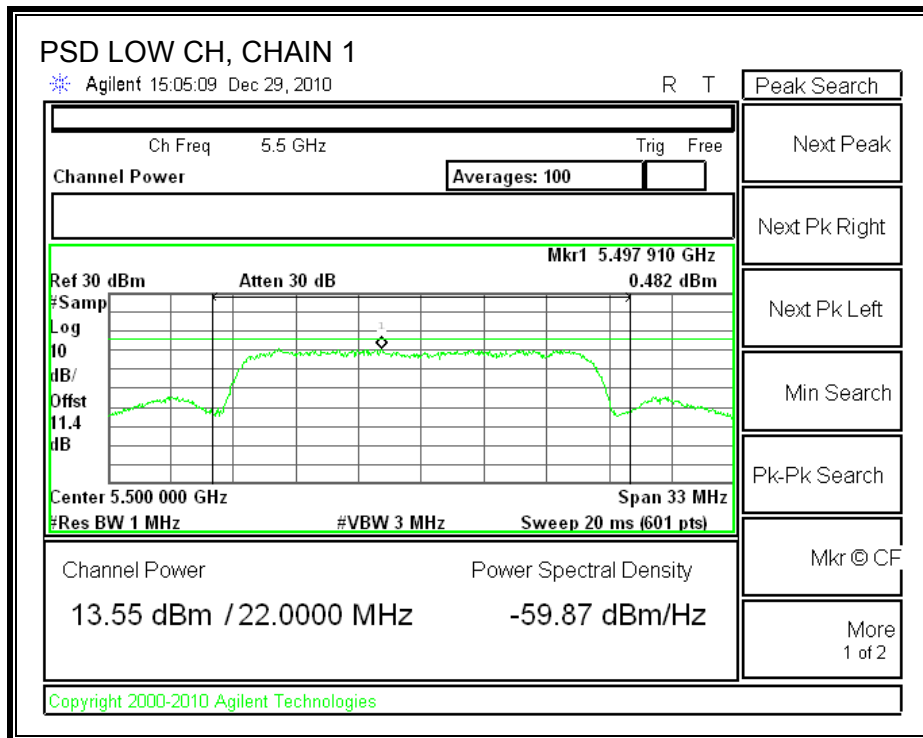 PSD LOW CH, CHAIN 1
Agilent 15:05:09 Dec 29, 2010 R T
Peak Search
Ch Freq 5.5 GHz Trig Free
Channel Power Averages: 100
Mkr1 5.497 910 GHz
Ref 30 dBm Atten 30 dB 0.482 dBm
#Samp
Log
10
dB/
Offst
11.4
dB
1
Center 5.500 000 GHz Span 33 MHz
#Res BW 1 MHz #VBW 3 MHz Sweep 20 ms (601 pts)
Channel Power Power Spectral Density
13.55 dBm / 22.0000 MHz -59.87 dBm/Hz
Copyright 2000-2010 Agilent Technologies
Next Peak
Next Pk Right
Next Pk Left
Min Search
Pk-Pk Search
Mkr © CF
More
1 of 2